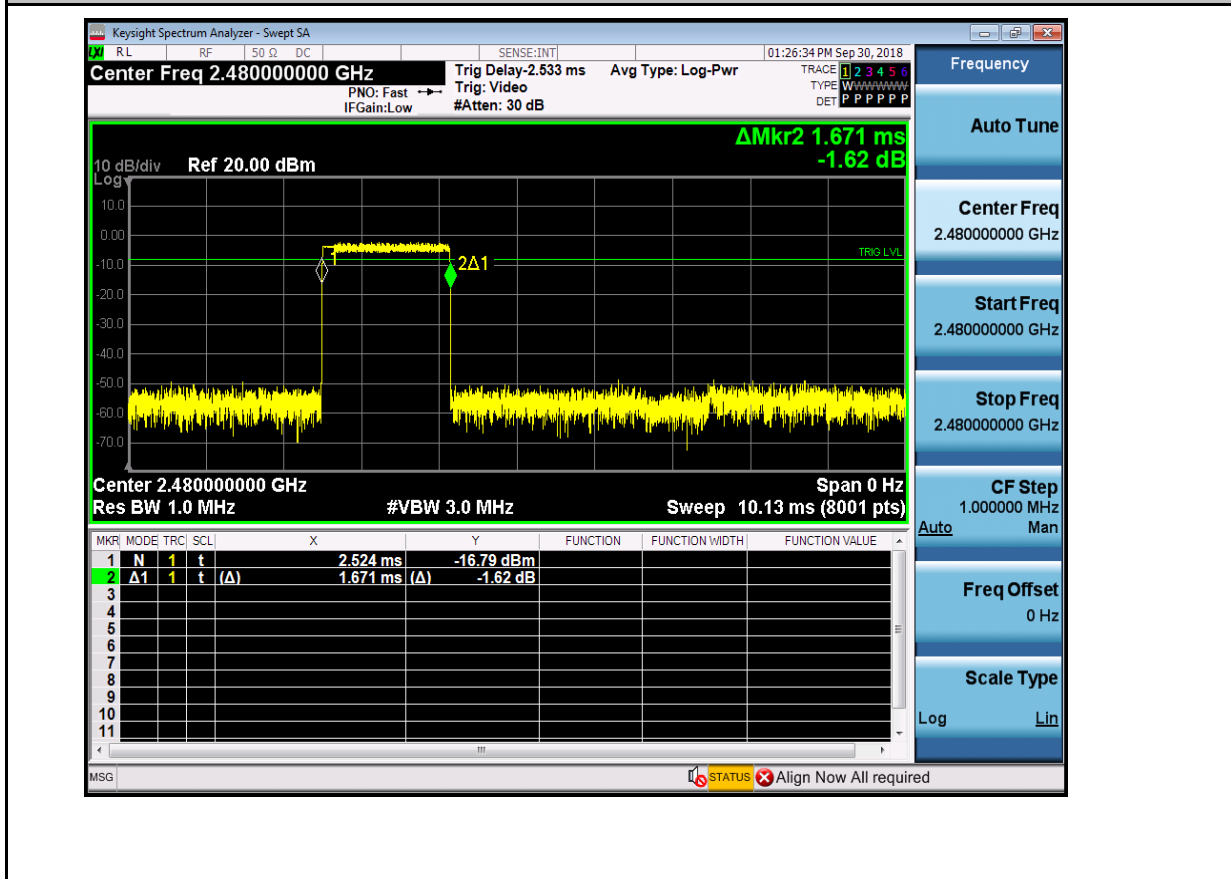 Keysight Spectrum Analyzer - Swept SA
LXI RL RF 50 Ω DC SENSE:INT 01:26:34 PM Sep 30, 2018
Center Freq 2.480000000 GHz
PNO: Fast
IFGain:Low
Trig Delay-2.533 ms
Trig: Video
#Atten: 30 dB
Avg Type: Log-Pwr
TRACE 1 2 3 4 5 6
TYPE WWWWWW
DET P P P P P P
ΔMkr2 1.671 ms
-1.62 dB
10 dB/div
Log
Ref 20.00 dBm
10.0
0.00
-10.0
-20.0
-30.0
-40.0
-50.0
-60.0
-70.0
TRIG LVL
2Δ1
Center 2.480000000 GHz
Span 0 Hz
Res BW 1.0 MHz
#VBW 3.0 MHz
Sweep 10.13 ms (8001 pts)
MKR MODE TRC SCL X Y FUNCTION FUNCTION WIDTH FUNCTION VALUE
1 N 1 t 2.524 ms -16.79 dBm
2 Δ1 1 t (Δ) 1.671 ms (Δ) -1.62 dB
3
4
5
6
7
8
9
10
11
MSG
STATUS
Align Now All required
Frequency
Auto Tune
Center Freq
2.480000000 GHz
Start Freq
2.480000000 GHz
Stop Freq
2.480000000 GHz
CF Step
1.000000 MHz
Auto Man
Freq Offset
0 Hz
Scale Type
Log Lin